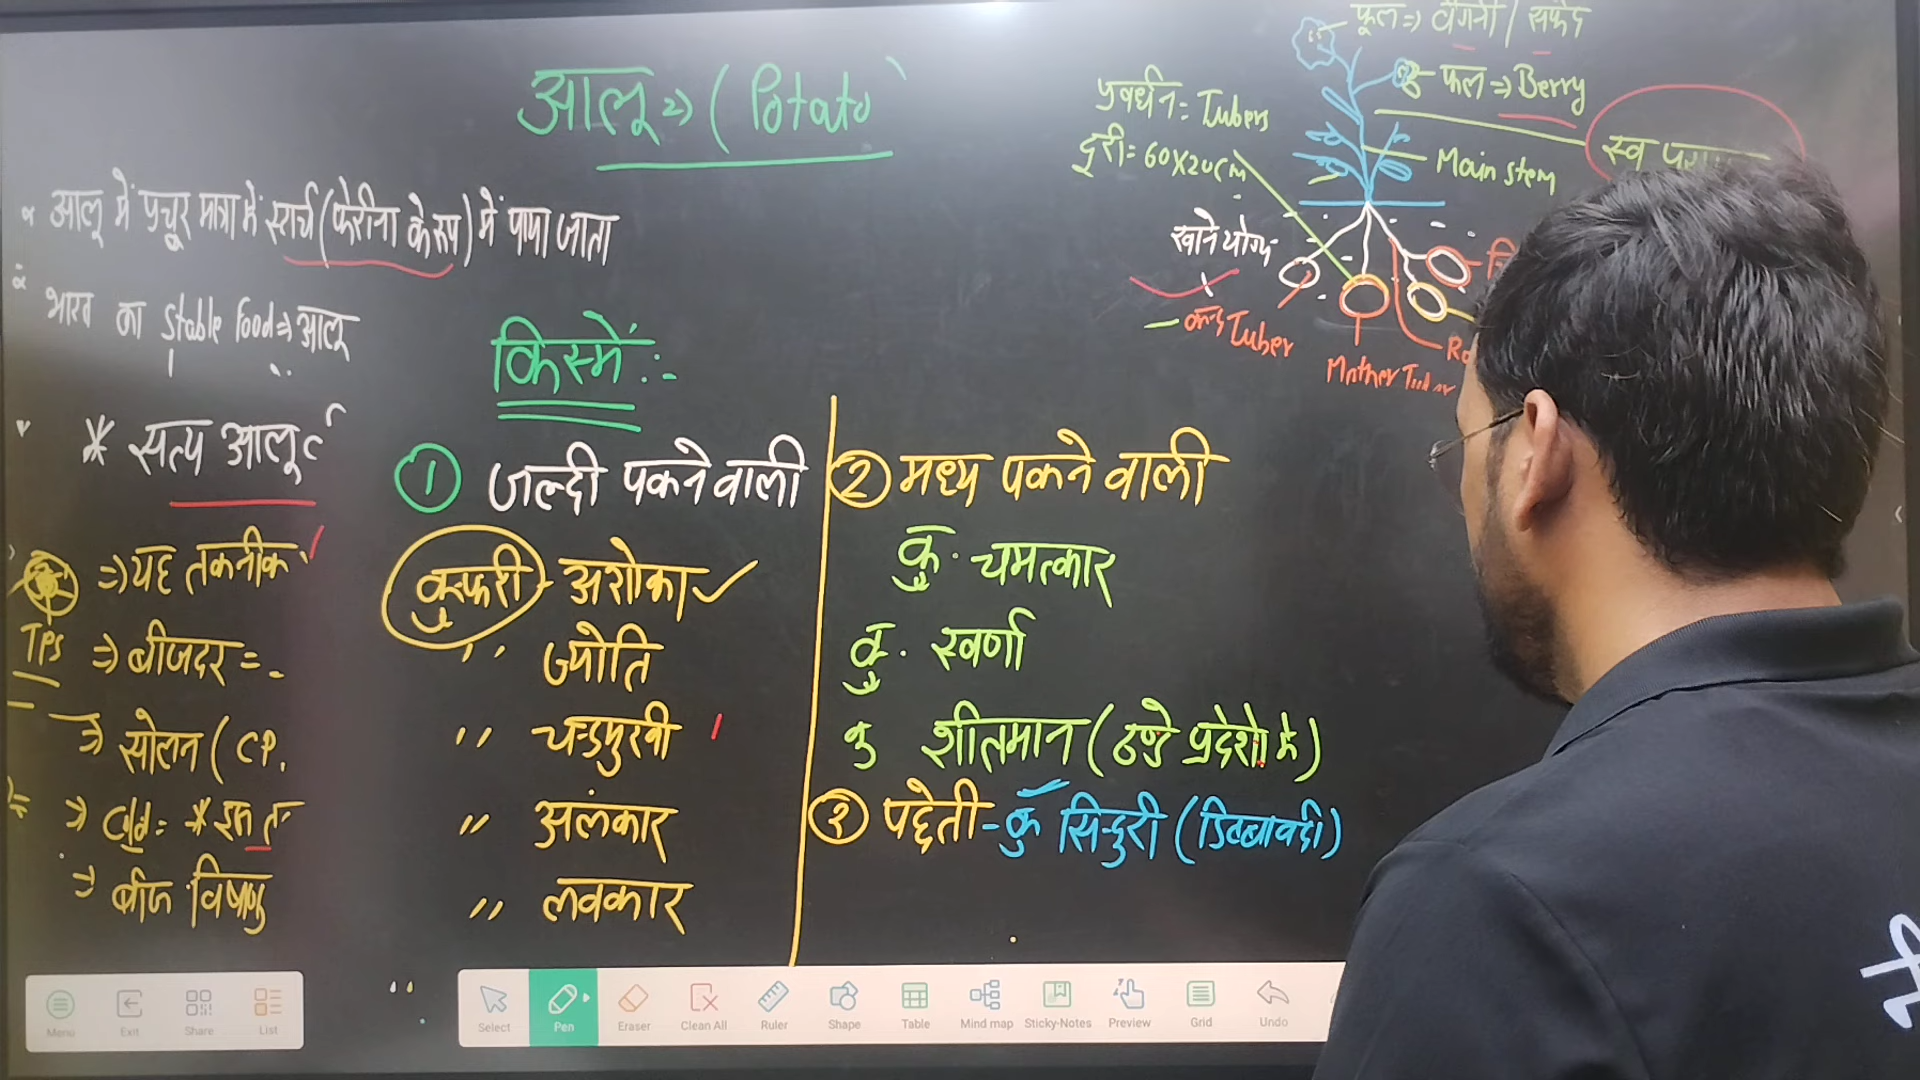 आलू => (Potato
फूल => बैंगनी / सफेद
फल => Berry
प्रवर्धन = Tubers
दुरी = 60X20cm
Main stem
स्व
खाने योग्य
कन्द Tuber
Mother Tuber
आलू में प्रचूर मात्रा में स्टार्च (फेरीना के रूप) में पाया जाता
भारत का Stable food => आलू
* सत्य आलू
=> यह तकनीक
TPS => बीजदर =
=> सोलन (CP.
=> बीज विषाणु
किस्में :-
① जल्दी पकने वाली
कुफरी - अशोका ✓
" ज्योति
" चन्द्रमुखी
" अलंकार
" लवकार
② मध्य पकने वाली
कु. चमत्कार
कु. स्वर्णा
कु शीतमान (ठण्डे प्रदेशो में)
③ पछेती - कु सिन्दुरी (डिब्बाबंदी)
Menu Exit Share List
Select Pen Eraser Clean All Ruler Shape Table Mind map Sticky-Notes Preview Grid Undo